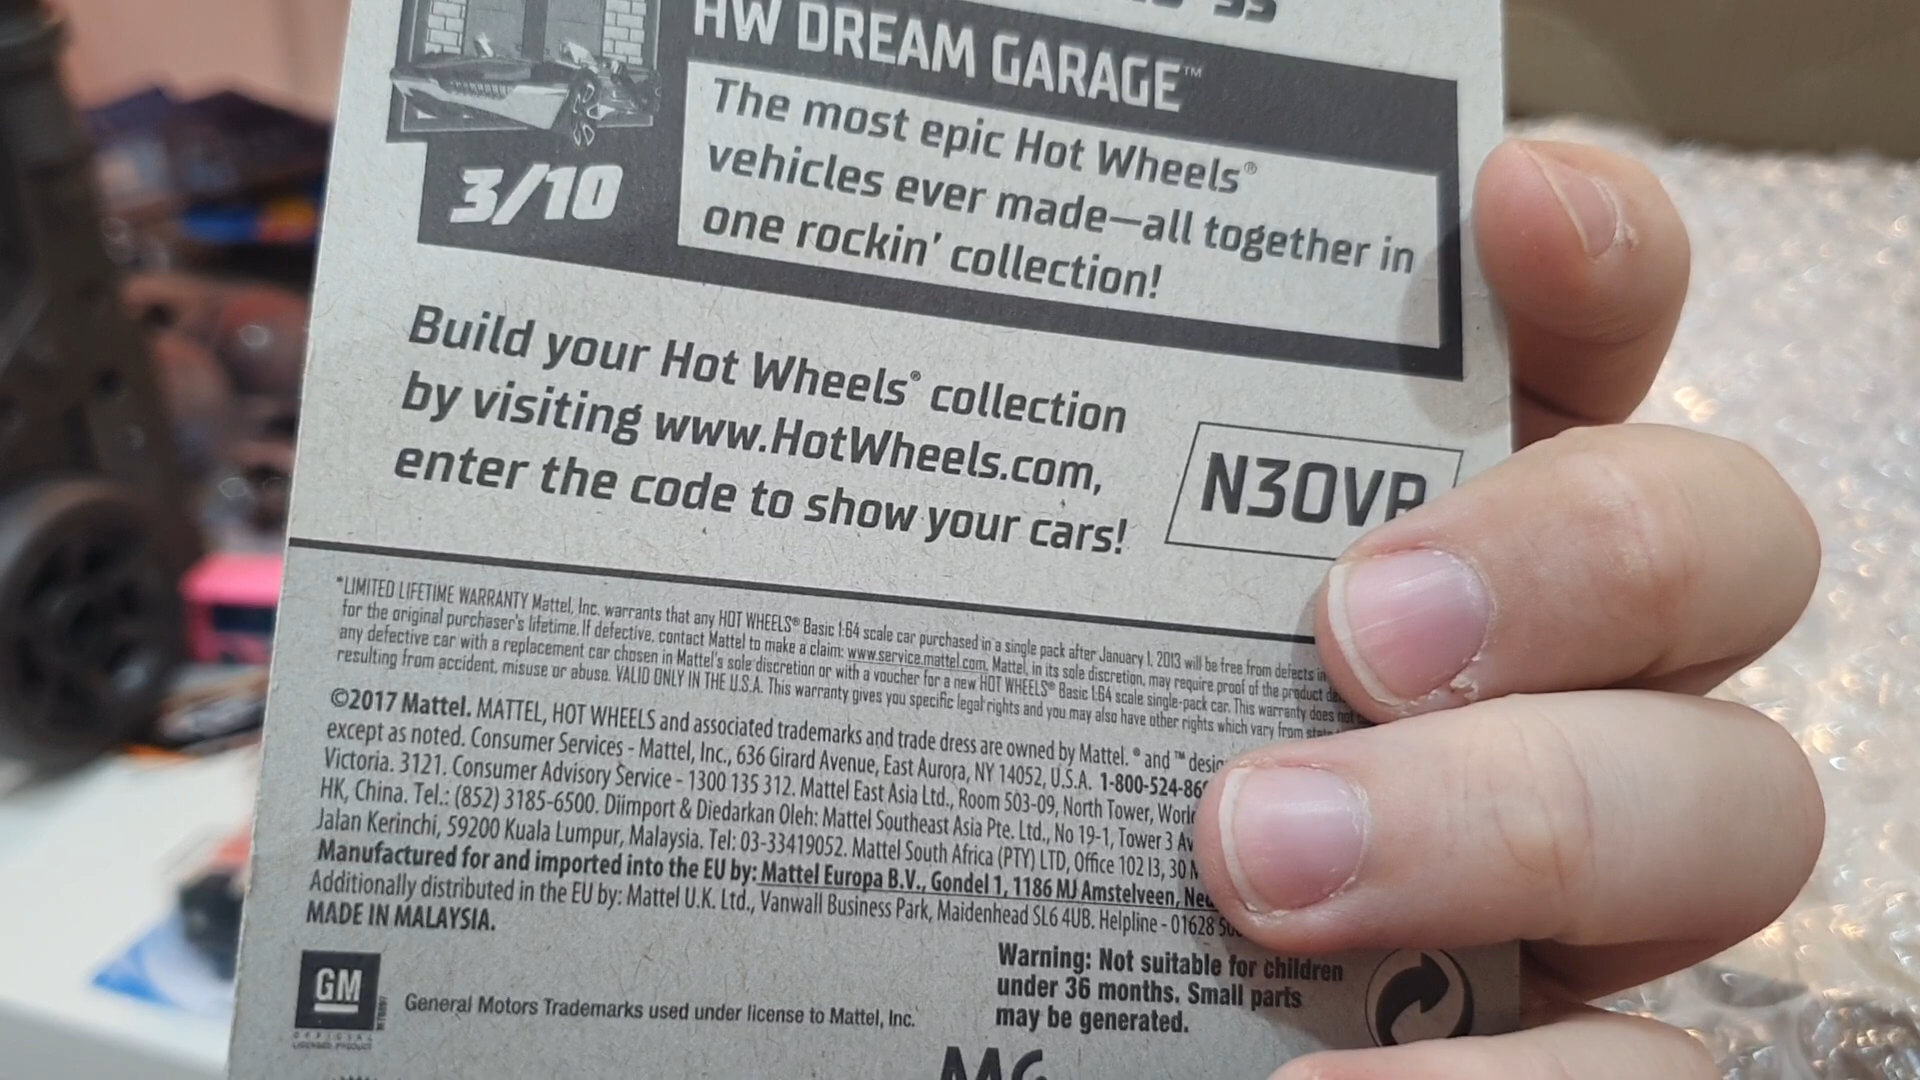 HW DREAM GARAGE™
The most epic Hot Wheels®
vehicles ever made—all together in
one rockin' collection!
3/10
Build your Hot Wheels® collection
by visiting www.HotWheels.com,
enter the code to show your cars!
N3OVP
*LIMITED LIFETIME WARRANTY Mattel, Inc. warrants that any HOT WHEELS® Basic 1:64 scale car purchased in a single pack after January 1, 2013 will be free from defects in
for the original purchaser's lifetime. If defective, contact Mattel to make a claim: www.service.mattel.com. Mattel, in its sole discretion, may require proof of the product
any defective car with a replacement car chosen in Mattel's sole discretion or with a voucher for a new HOT WHEELS® Basic 1:64 scale single-pack car. This warranty does not
resulting from accident, misuse or abuse. VALID ONLY IN THE U.S.A. This warranty gives you specific legal rights and you may also have other rights which vary from
©2017 Mattel. MATTEL, HOT WHEELS and associated trademarks and trade dress are owned by Mattel. ® and ™
except as noted. Consumer Services - Mattel, Inc., 636 Girard Avenue, East Aurora, NY 14052, U.S.A. 1-800-524-86
Victoria. 3121. Consumer Advisory Service - 1300 135 312. Mattel East Asia Ltd., Room 503-09, North Tower,
HK, China. Tel.: (852) 3185-6500. Diimport & Diedarkan Oleh: Mattel Southeast Asia Pte. Ltd., No 19-1, Tower 3
Jalan Kerinchi, 59200 Kuala Lumpur, Malaysia. Tel: 03-33419052. Mattel South Africa (PTY) LTD, Office 102 I3, 30
Manufactured for and imported into the EU by: Mattel Europa B.V., Gondel 1, 1186 MJ Amstelveen,
Additionally distributed in the EU by: Mattel U.K. Ltd., Vanwall Business Park, Maidenhead SL6 4UB. Helpline - 01628
MADE IN MALAYSIA.
GM
OFFICIAL
LICENSED PRODUCT
General Motors Trademarks used under license to Mattel, Inc.
Warning: Not suitable for children
under 36 months. Small parts
may be generated.